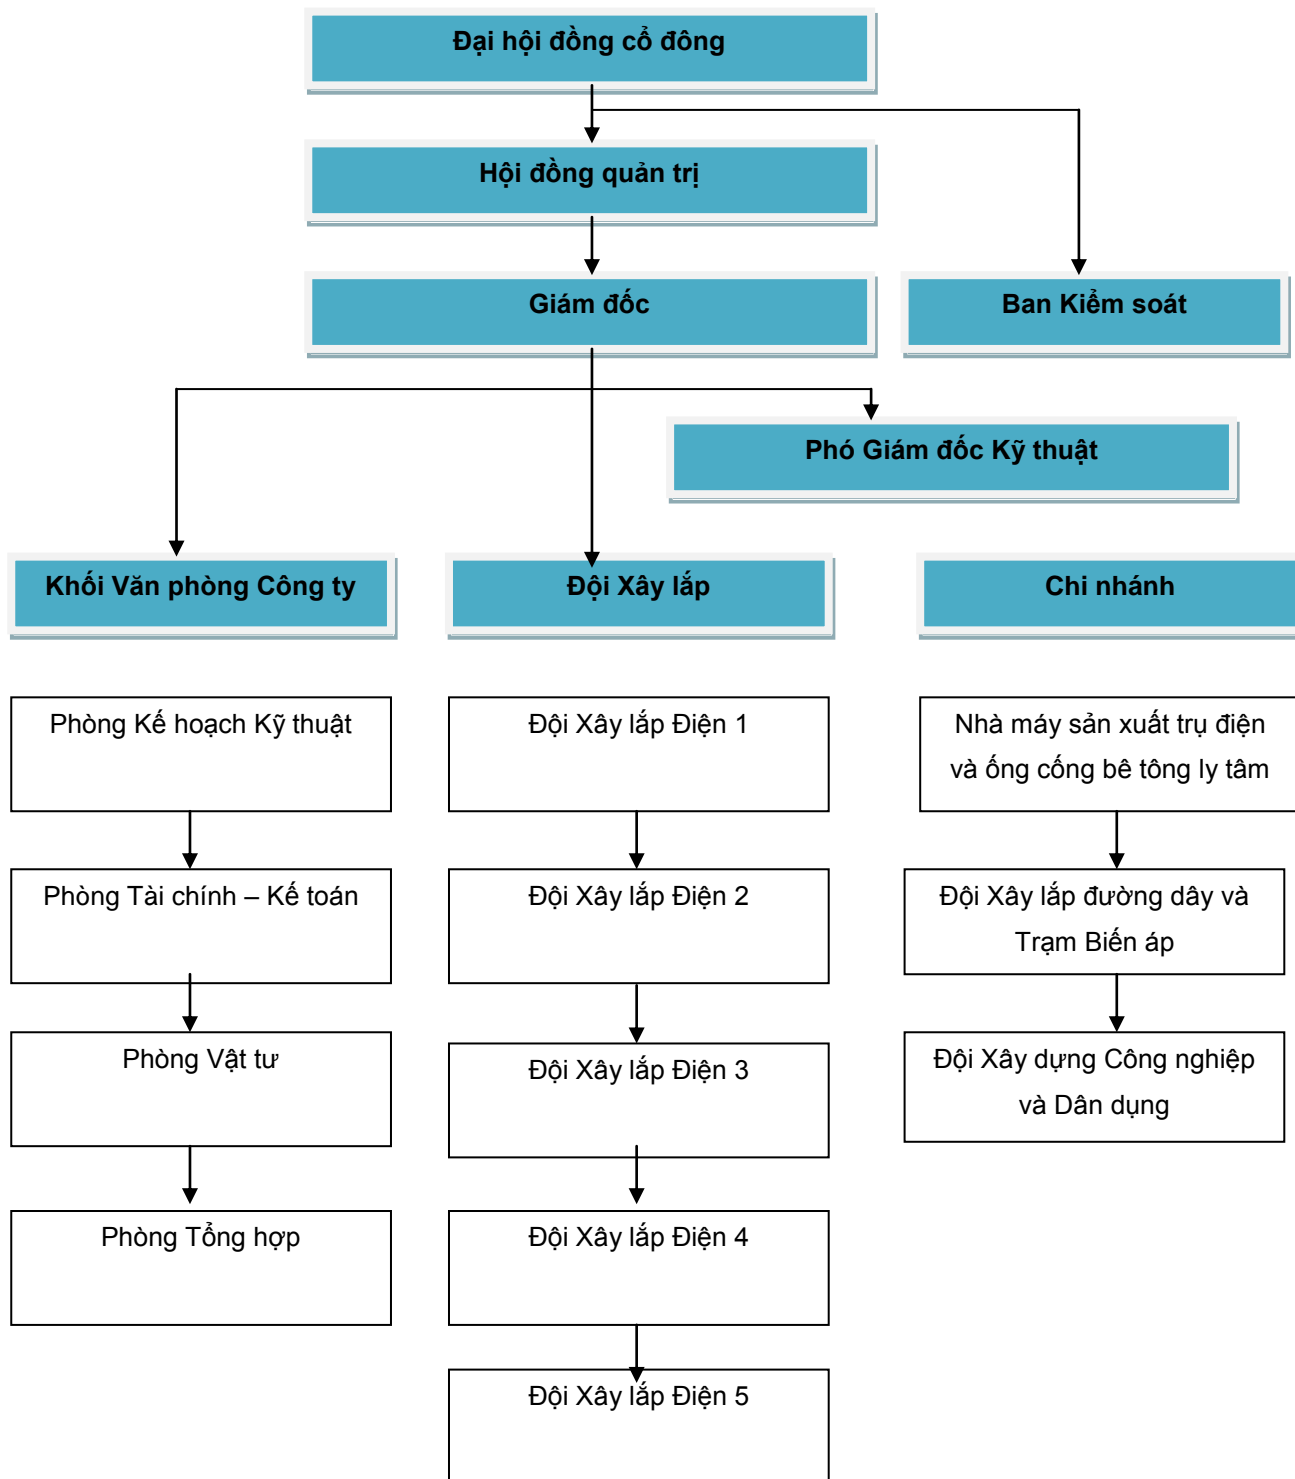 Đại hội đồng cổ đông
Hội đồng quản trị
Giám đốc
Ban Kiểm soát
Phó Giám đốc Kỹ thuật
Khối Văn phòng Công ty
Đội Xây lắp
Chi nhánh
Phòng Kế hoạch Kỹ thuật
Đội Xây lắp Điện 1
Nhà máy sản xuất trụ điện
và ống cống bê tông ly tâm
Phòng Tài chính – Kế toán
Đội Xây lắp Điện 2
Đội Xây lắp đường dây và
Trạm Biến áp
Phòng Vật tư
Đội Xây lắp Điện 3
Đội Xây dựng Công nghiệp
và Dân dụng
Phòng Tổng hợp
Đội Xây lắp Điện 4
Đội Xây lắp Điện 5